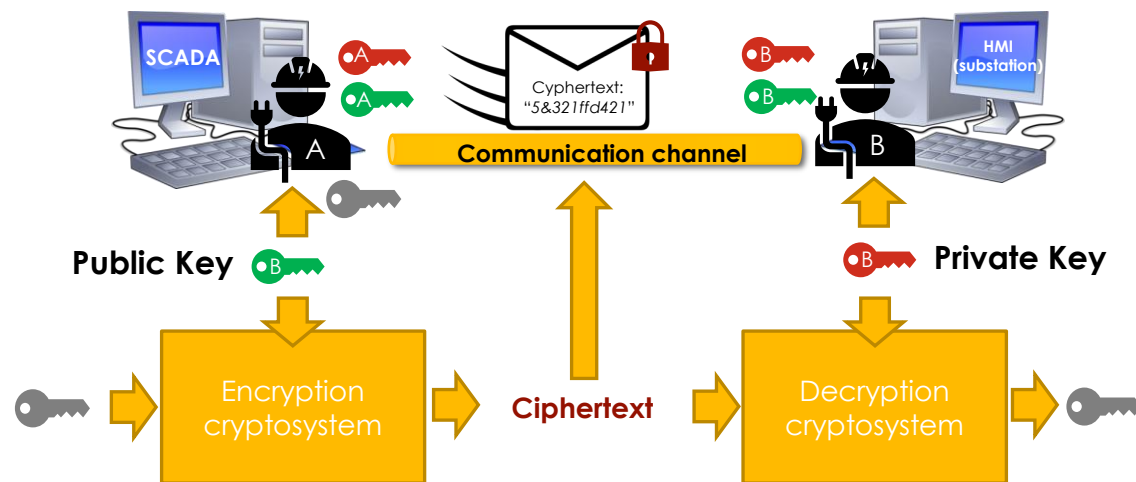 SCADA
A
A
Cyphertext:
"5&321ffd421"
B
B
HMI
(substation)
A
Communication channel
B
Public Key
B
B
Private Key
Encryption
cryptosystem
Ciphertext
Decryption
cryptosystem